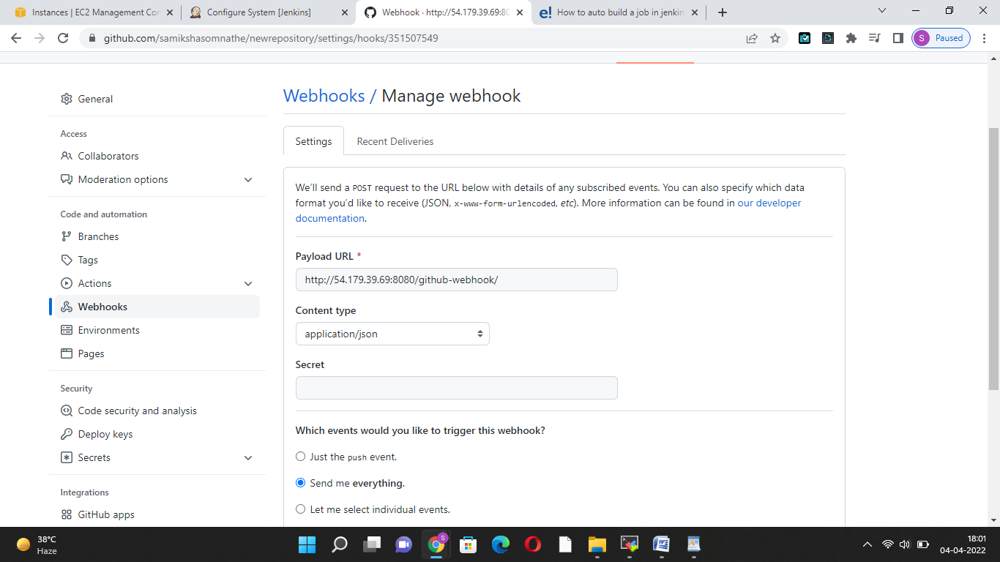 Instances | EC2 Management Con
Configure System [Jenkins]
Webhook · http://54.179.39.69:80
e! How to auto build a job in jenkin
github.com/samikshasomnathe/newrepository/settings/hooks/351507549
S Paused
General
Access
Collaborators
Moderation options
Code and automation
Branches
Tags
Actions
Webhooks
Environments
Pages
Security
Code security and analysis
Deploy keys
Secrets
Integrations
GitHub apps
Webhooks / Manage webhook
Settings Recent Deliveries
We'll send a POST request to the URL below with details of any subscribed events. You can also specify which data
format you'd like to receive (JSON, x-www-form-urlencoded, etc). More information can be found in our developer
documentation.
Payload URL *
http://54.179.39.69:8080/github-webhook/
Content type
application/json
Secret
Which events would you like to trigger this webhook?
Just the push event.
Send me everything.
Let me select individual events.
38°C
Haze
S
18:01
04-04-2022